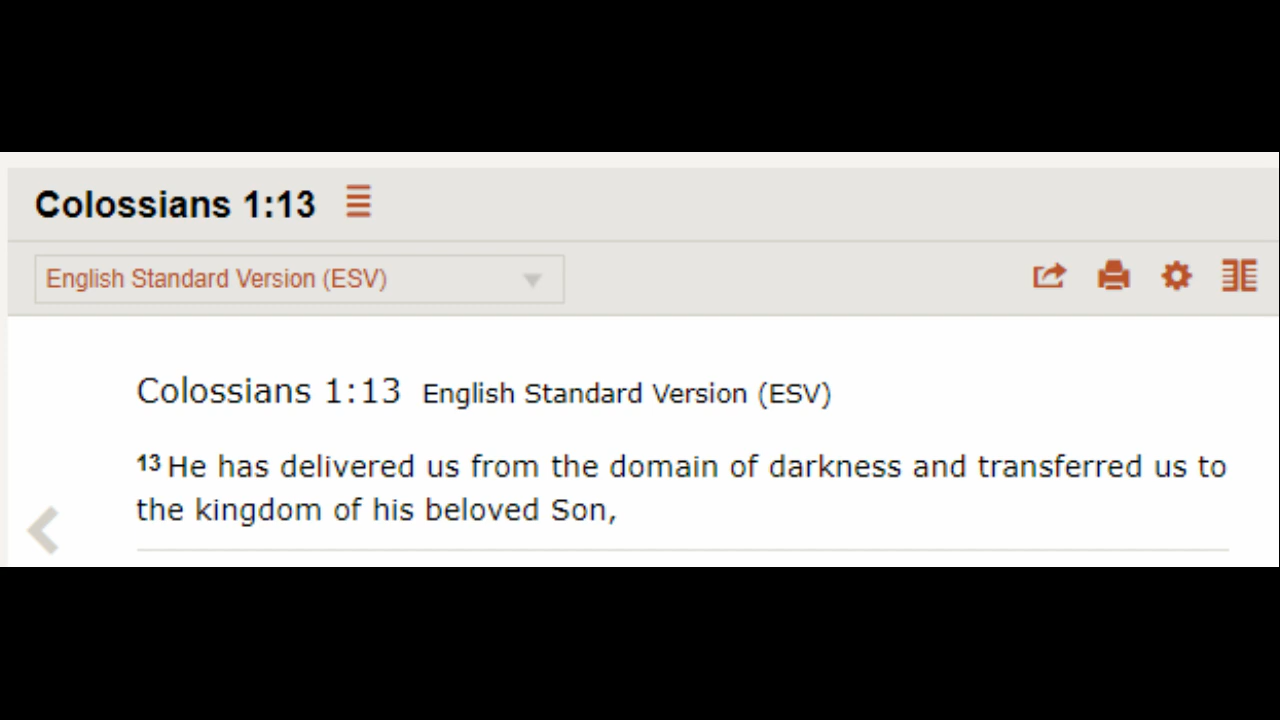 Colossians 1:13
English Standard Version (ESV)
Colossians 1:13 English Standard Version (ESV)
13 He has delivered us from the domain of darkness and transferred us to
the kingdom of his beloved Son,